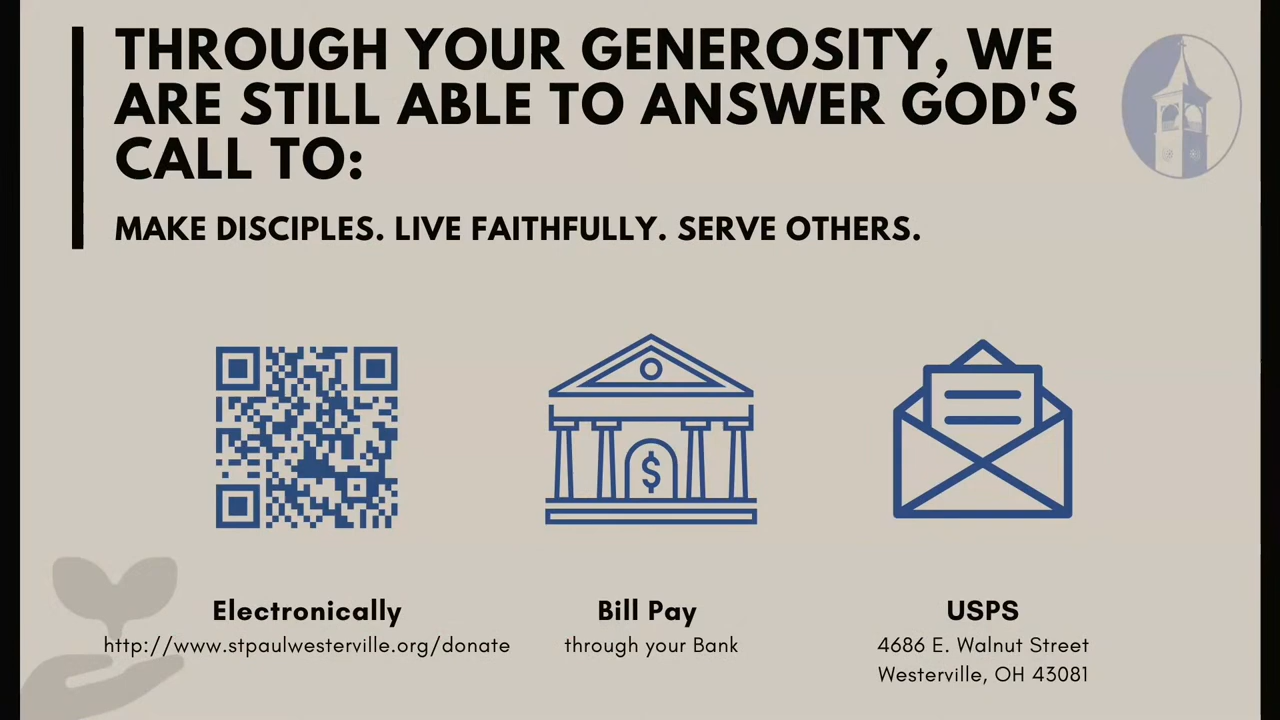 THROUGH YOUR GENEROSITY, WE
ARE STILL ABLE TO ANSWER GOD'S
CALL TO:
MAKE DISCIPLES. LIVE FAITHFULLY. SERVE OTHERS.
$
Electronically
http://www.stpaulwesterville.org/donate
Bill Pay
through your Bank
USPS
4686 E. Walnut Street
Westerville, OH 43081